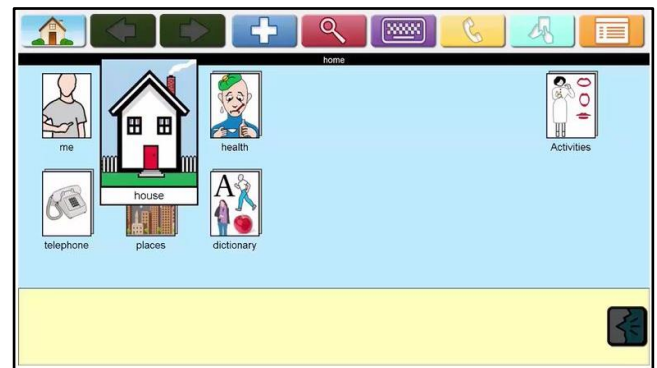 home
me
house
health
Activities
telephone
places
A
dictionary